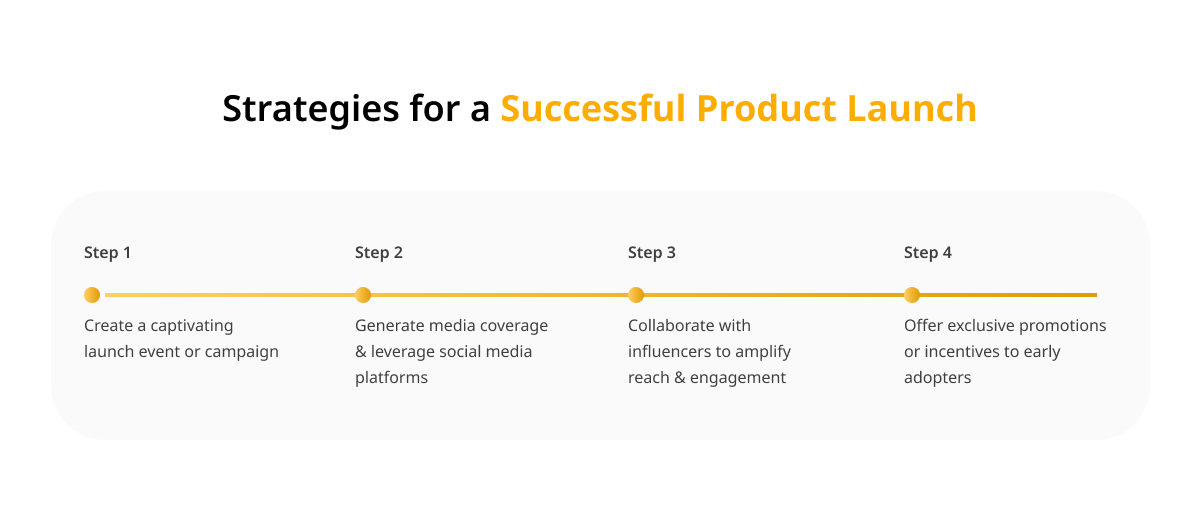 Strategies for a Successful Product Launch
Step 1
Create a captivating
launch event or campaign
Step 2
Generate media coverage
& leverage social media
platforms
Step 3
Collaborate with
influencers to amplify
reach & engagement
Step 4
Offer exclusive promotions
or incentives to early
adopters